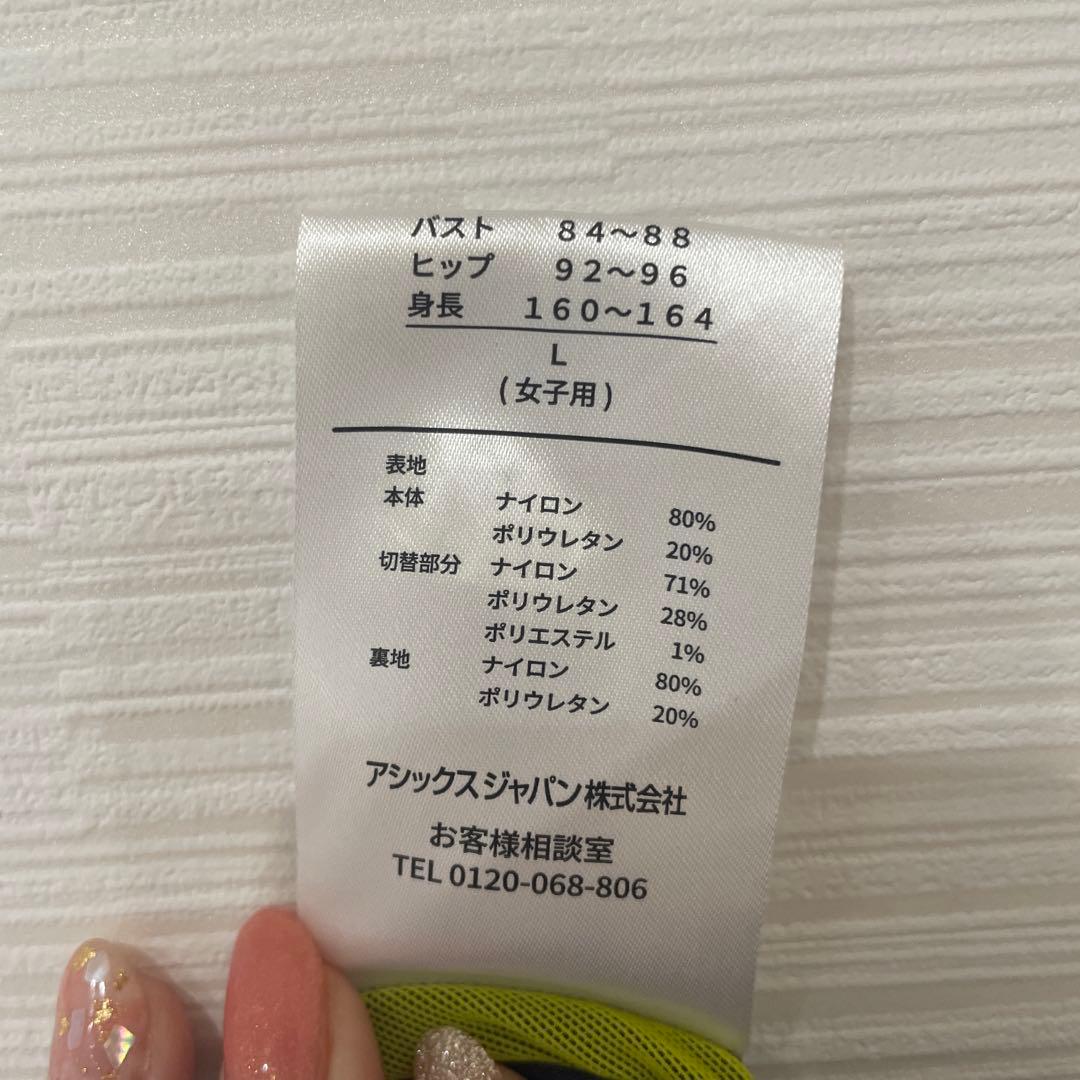 バスト 84～88
ヒップ 92～96
身長 160～164
L
(女子用)
表地
本体 ナイロン 80%
ポリウレタン 20%
切替部分 ナイロン 71%
ポリウレタン 28%
ポリエステル 1%
裏地 ナイロン 80%
ポリウレタン 20%
アシックスジャパン株式会社
お客様相談室
TEL 0120-068-806